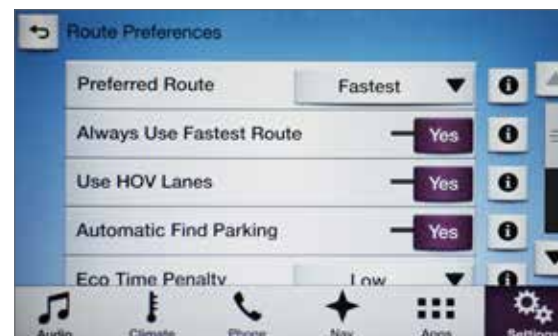 Route Preferences
Preferred Route Fastest
Always Use Fastest Route Yes
Use HOV Lanes Yes
Automatic Find Parking Yes
Eco Time Penalty Low
Audio Climate Phone Nav Apps Settings